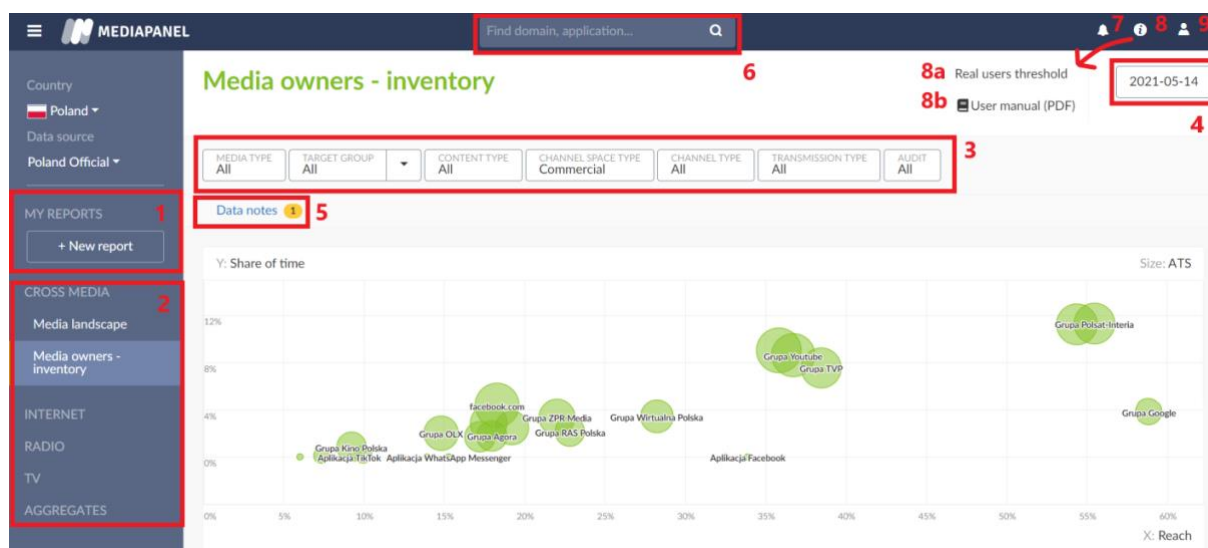 MEDIAPANEL
Find domain, application...
6
7
8
9
Country
Poland
Data source
Poland Official
MY REPORTS
1
+ New report
CROSS MEDIA
2
Media landscape
Media owners -
inventory
INTERNET
RADIO
TV
AGGREGATES
Media owners - inventory
8a Real users threshold
8b User manual (PDF)
2021-05-14
4
MEDIA TYPE
All
TARGET GROUP
All
CONTENT TYPE
All
CHANNEL SPACE TYPE
Commercial
CHANNEL TYPE
All
TRANSMISSION TYPE
All
AUDIT
All
3
Data notes 1
5
Y: Share of time
Size: ATS
12%
8%
4%
0%
Grupa Polsat-Interia
Grupa Youtube
Grupa TVP
facebook.com
Grupa ZPR Media
Grupa Wirtualna Polska
Grupa Google
Grupa OLX
Grupa Agora
Grupa RAS Polska
Grupa Kino Polska
Aplikacja TikTok
Aplikacja WhatsApp Messenger
Aplikacja Facebook
0% 5% 10% 15% 20% 25% 30% 35% 40% 45% 50% 55% 60%
X: Reach